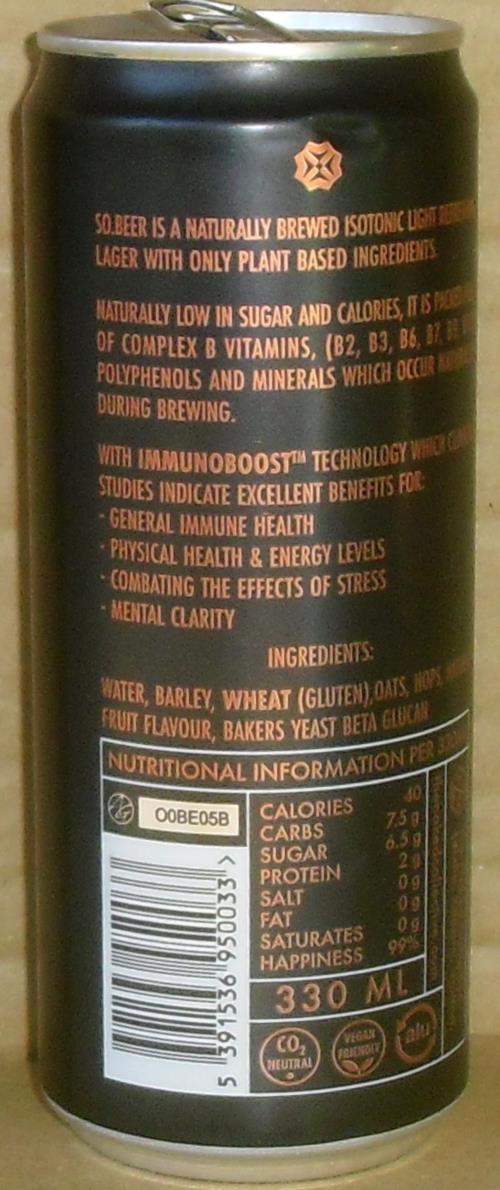 SO.BEER IS A NATURALLY BREWED ISOTONIC LIGHT
LAGER WITH ONLY PLANT BASED INGREDIENTS.
NATURALLY LOW IN SUGAR AND CALORIES, IT IS PACKED
OF COMPLEX B VITAMINS, (B2, B3, B6, B7, B9
POLYPHENOLS AND MINERALS WHICH OCCUR
DURING BREWING.
WITH IMMUNOBOOST™ TECHNOLOGY WHICH
STUDIES INDICATE EXCELLENT BENEFITS FOR:
- GENERAL IMMUNE HEALTH
- PHYSICAL HEALTH & ENERGY LEVELS
- COMBATING THE EFFECTS OF STRESS
- MENTAL CLARITY
INGREDIENTS:
WATER, BARLEY, WHEAT (GLUTEN), OATS, HOPS,
FRUIT FLAVOUR, BAKERS YEAST BETA GLUCAN
NUTRITIONAL INFORMATION PER
O0BE05B
CALORIES 40
CARBS 7.5 g
SUGAR 6.5 g
PROTEIN 2 g
SALT 0 g
FAT 0 g
SATURATES 0 g
HAPPINESS 99%
330 ML
5 391536 950033 >
CO2 NEUTRAL
VEGAN FRIENDLY
alu